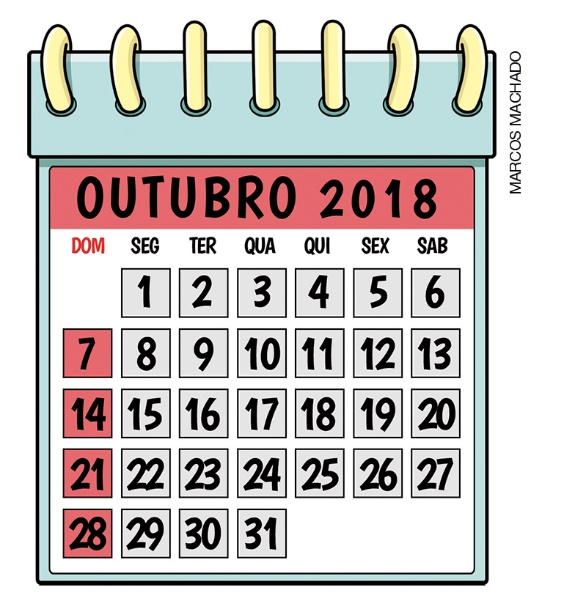 OUTUBRO 2018
DOM SEG TER QUA QUI SEX SAB
1 2 3 4 5 6
7 8 9 10 11 12 13
14 15 16 17 18 19 20
21 22 23 24 25 26 27
28 29 30 31
MARCOS MACHADO